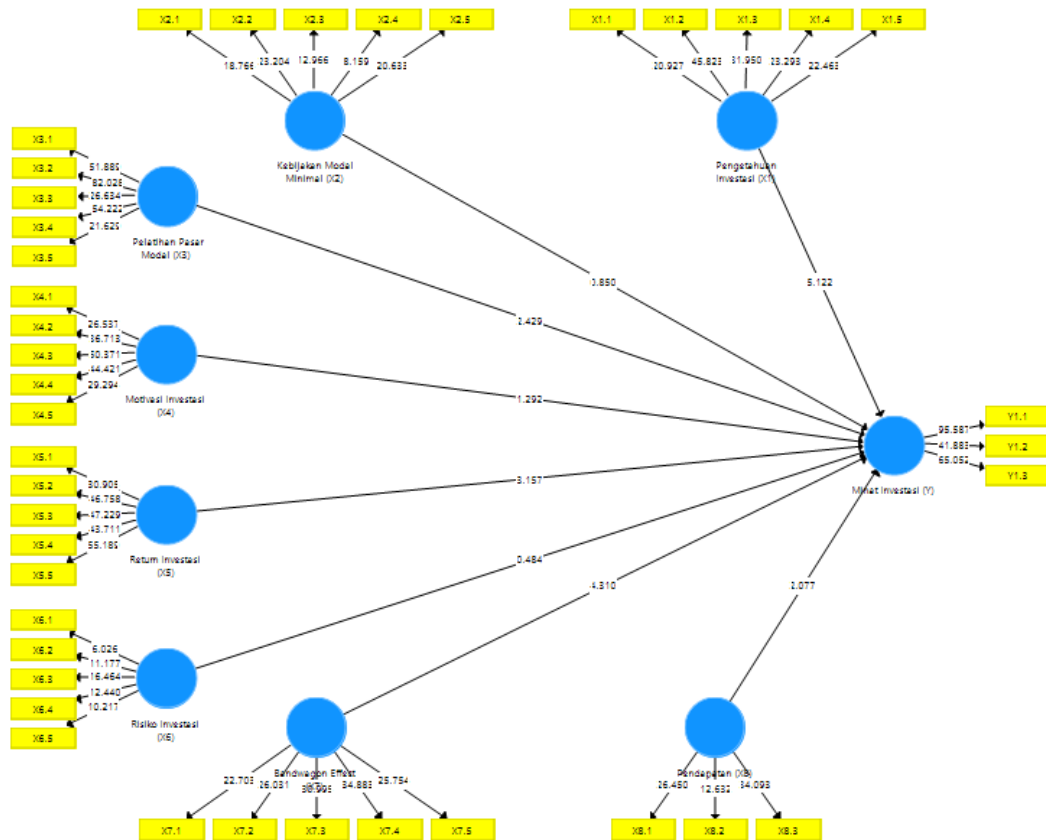 X2.1 X2.2 X2.3 X2.4 X2.5
X1.1 X1.2 X1.3 X1.4 X1.5
18.766 23.204 12.966 8.159 20.633
20.927 45.823 31.950 23.293 22.463
Kebijakan Modal
Minimal (X2)
Pengetahuan
Investasi (X1)
X3.1
X3.2
X3.3
X3.4
X3.5
51.889
82.028
26.634
54.222
21.629
Pelatihan Pasar
Modal (X3)
X4.1
X4.2
X4.3
X4.4
X4.5
26.537
36.713
44.421
29.294
Motivasi Investasi
(X4)
X5.1
X5.2
X5.3
X5.4
X5.5
30.905
46.758
47.229
43.711
55.189
Return Investasi
(X5)
X6.1
X6.2
X6.3
X6.4
X6.5
6.026
11.177
16.464
12.440
10.217
Risiko Investasi
(X6)
0.850
5.122
2.429
1.292
3.157
0.484
4.310
2.077
95.587
41.883
65.052
Y1.1
Y1.2
Y1.3
Minat Investasi (Y)
Bandwagon Effect
22.703 26.031 34.883 25.754
X7.1 X7.2 X7.3 X7.4 X7.5
Pendapatan (X8)
26.450 12.632 34.093
X8.1 X8.2 X8.3